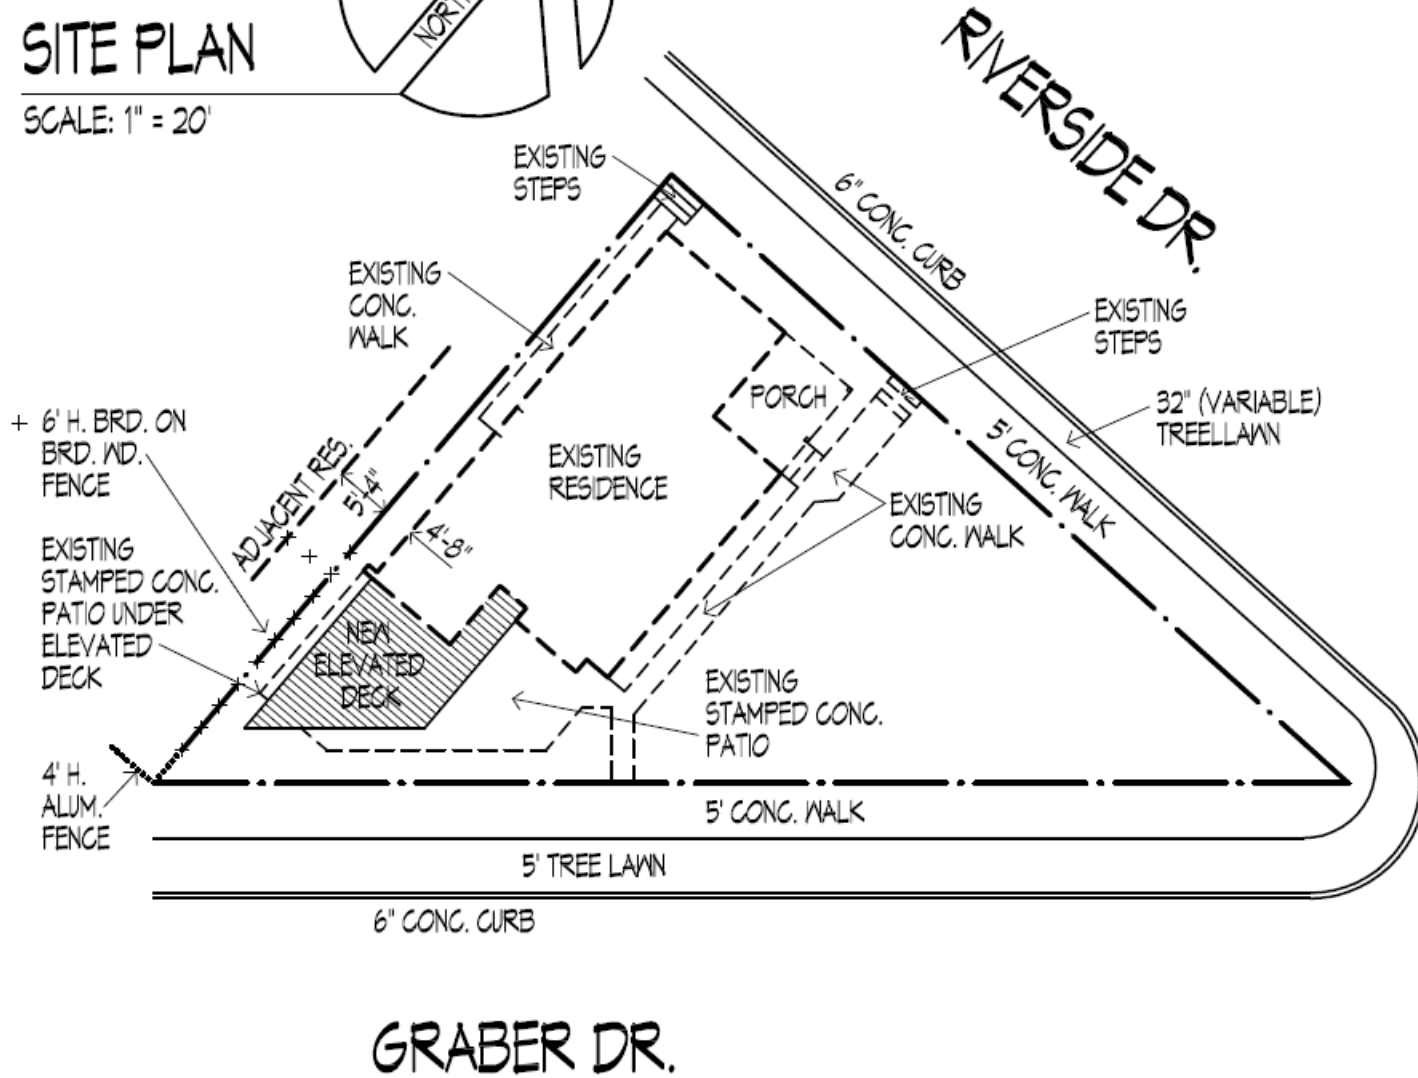 SITE PLAN
SCALE: 1" = 20'
RIVERSIDE DR.
EXISTING
STEPS
6" CONC. CURB
EXISTING
CONC.
WALK
EXISTING
STEPS
32" (VARIABLE)
TREELLAWN
PORCH
5' CONC. WALK
6' H. BRD. ON
BRD. WD.
FENCE
ADJACENT RES.
5'-4"
4'-8"
EXISTING
RESIDENCE
EXISTING
CONC. WALK
EXISTING
STAMPED CONC.
PATIO UNDER
ELEVATED
DECK
NEW
ELEVATED
DECK
EXISTING
STAMPED CONC.
PATIO
4' H.
ALUM.
FENCE
5' CONC. WALK
5' TREE LAWN
6" CONC. CURB
GRABER DR.